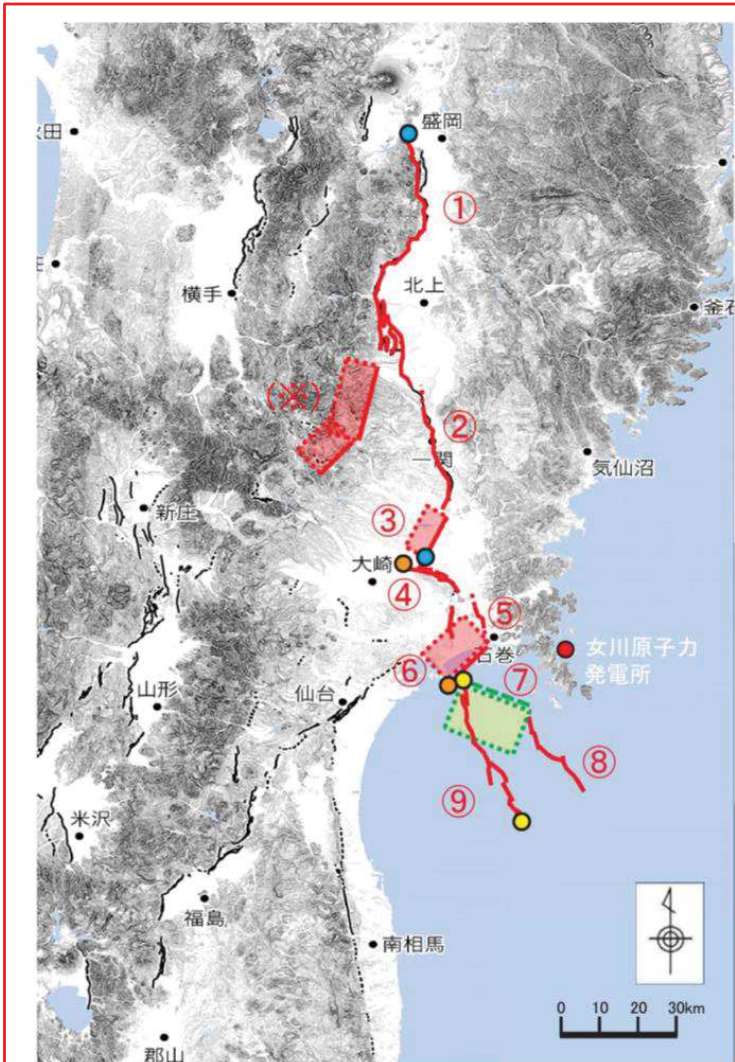 盛岡
火田
①
横手
北上
釜石
(※)
②
一関
気仙沼
新庄
③
大崎
④
⑤
石巻
女川原子力
発電所
⑥
⑦
山形
仙台
⑧
⑨
米沢
福島
南相馬
0 10 20 30km
郡山